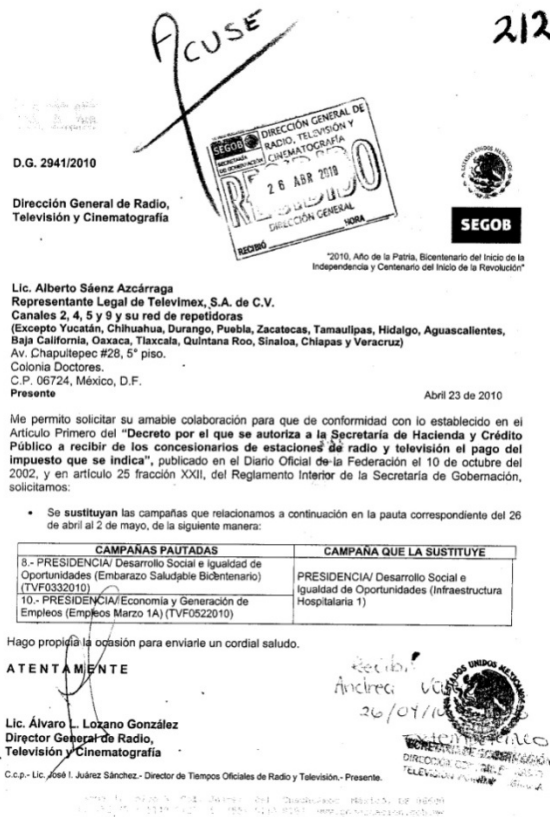 ACUSE
212
SEGOB
SECRETARÍA
DE GOBERNACIÓN
DIRECCIÓN GENERAL DE
RADIO, TELEVISIÓN Y
CINEMATOGRAFÍA
RECIBIDO
26 ABR 2010
DIRECCIÓN GENERAL
RECIBIÓ
HORA
D.G. 2941/2010
Dirección General de Radio,
Televisión y Cinematografía
ESTADOS UNIDOS MEXICANOS
SEGOB
"2010, Año de la Patria, Bicentenario del Inicio de la
Independencia y Centenario del Inicio de la Revolución"
Lic. Alberto Sáenz Azcárraga
Representante Legal de Televimex, S.A. de C.V.
Canales 2, 4, 5 y 9 y su red de repetidoras
(Excepto Yucatán, Chihuahua, Durango, Puebla, Zacatecas, Tamaulipas, Hidalgo, Aguascalientes,
Baja California, Oaxaca, Tlaxcala, Quintana Roo, Sinaloa, Chiapas y Veracruz)
Av. Chapultepec #28, 5° piso.
Colonia Doctores.
C.P. 06724, México, D.F.
Presente
Abril 23 de 2010
Me permito solicitar su amable colaboración para que de conformidad con lo establecido en el
Artículo Primero del "Decreto por el que se autoriza a la Secretaría de Hacienda y Crédito
Público a recibir de los concesionarios de estaciones de radio y televisión el pago del
impuesto que se indica", publicado en el Diario Oficial de la Federación el 10 de octubre del
2002, y en artículo 25 fracción XXII, del Reglamento Interior de la Secretaría de Gobernación,
solicitamos:
• Se sustituyan las campañas que relacionamos a continuación en la pauta correspondiente del 26
de abril al 2 de mayo, de la siguiente manera:
CAMPAÑAS PAUTADAS
CAMPAÑA QUE LA SUSTITUYE
8.- PRESIDENCIA/ Desarrollo Social e Igualdad de
Oportunidades (Embarazo Saludable Bicentenario)
(TVF0332010)
10.- PRESIDENCIA/Economía y Generación de
Empleos (Empleos Marzo 1A) (TVF0522010)
PRESIDENCIA/ Desarrollo Social e
Igualdad de Oportunidades (Infraestructura
Hospitalaria 1)
Hago propicia la ocasión para enviarle un cordial saludo.
ATENTAMENTE
Recibí
Andrea
26/04/10
Lic. Álvaro L. Lozano González
Director General de Radio,
Televisión y Cinematografía
UNIDOS
SECRETARÍA DE GOBERNACIÓN
C.c.p.- Lic. José I. Juárez Sánchez.- Director de Tiempos Oficiales de Radio y Televisión.- Presente.